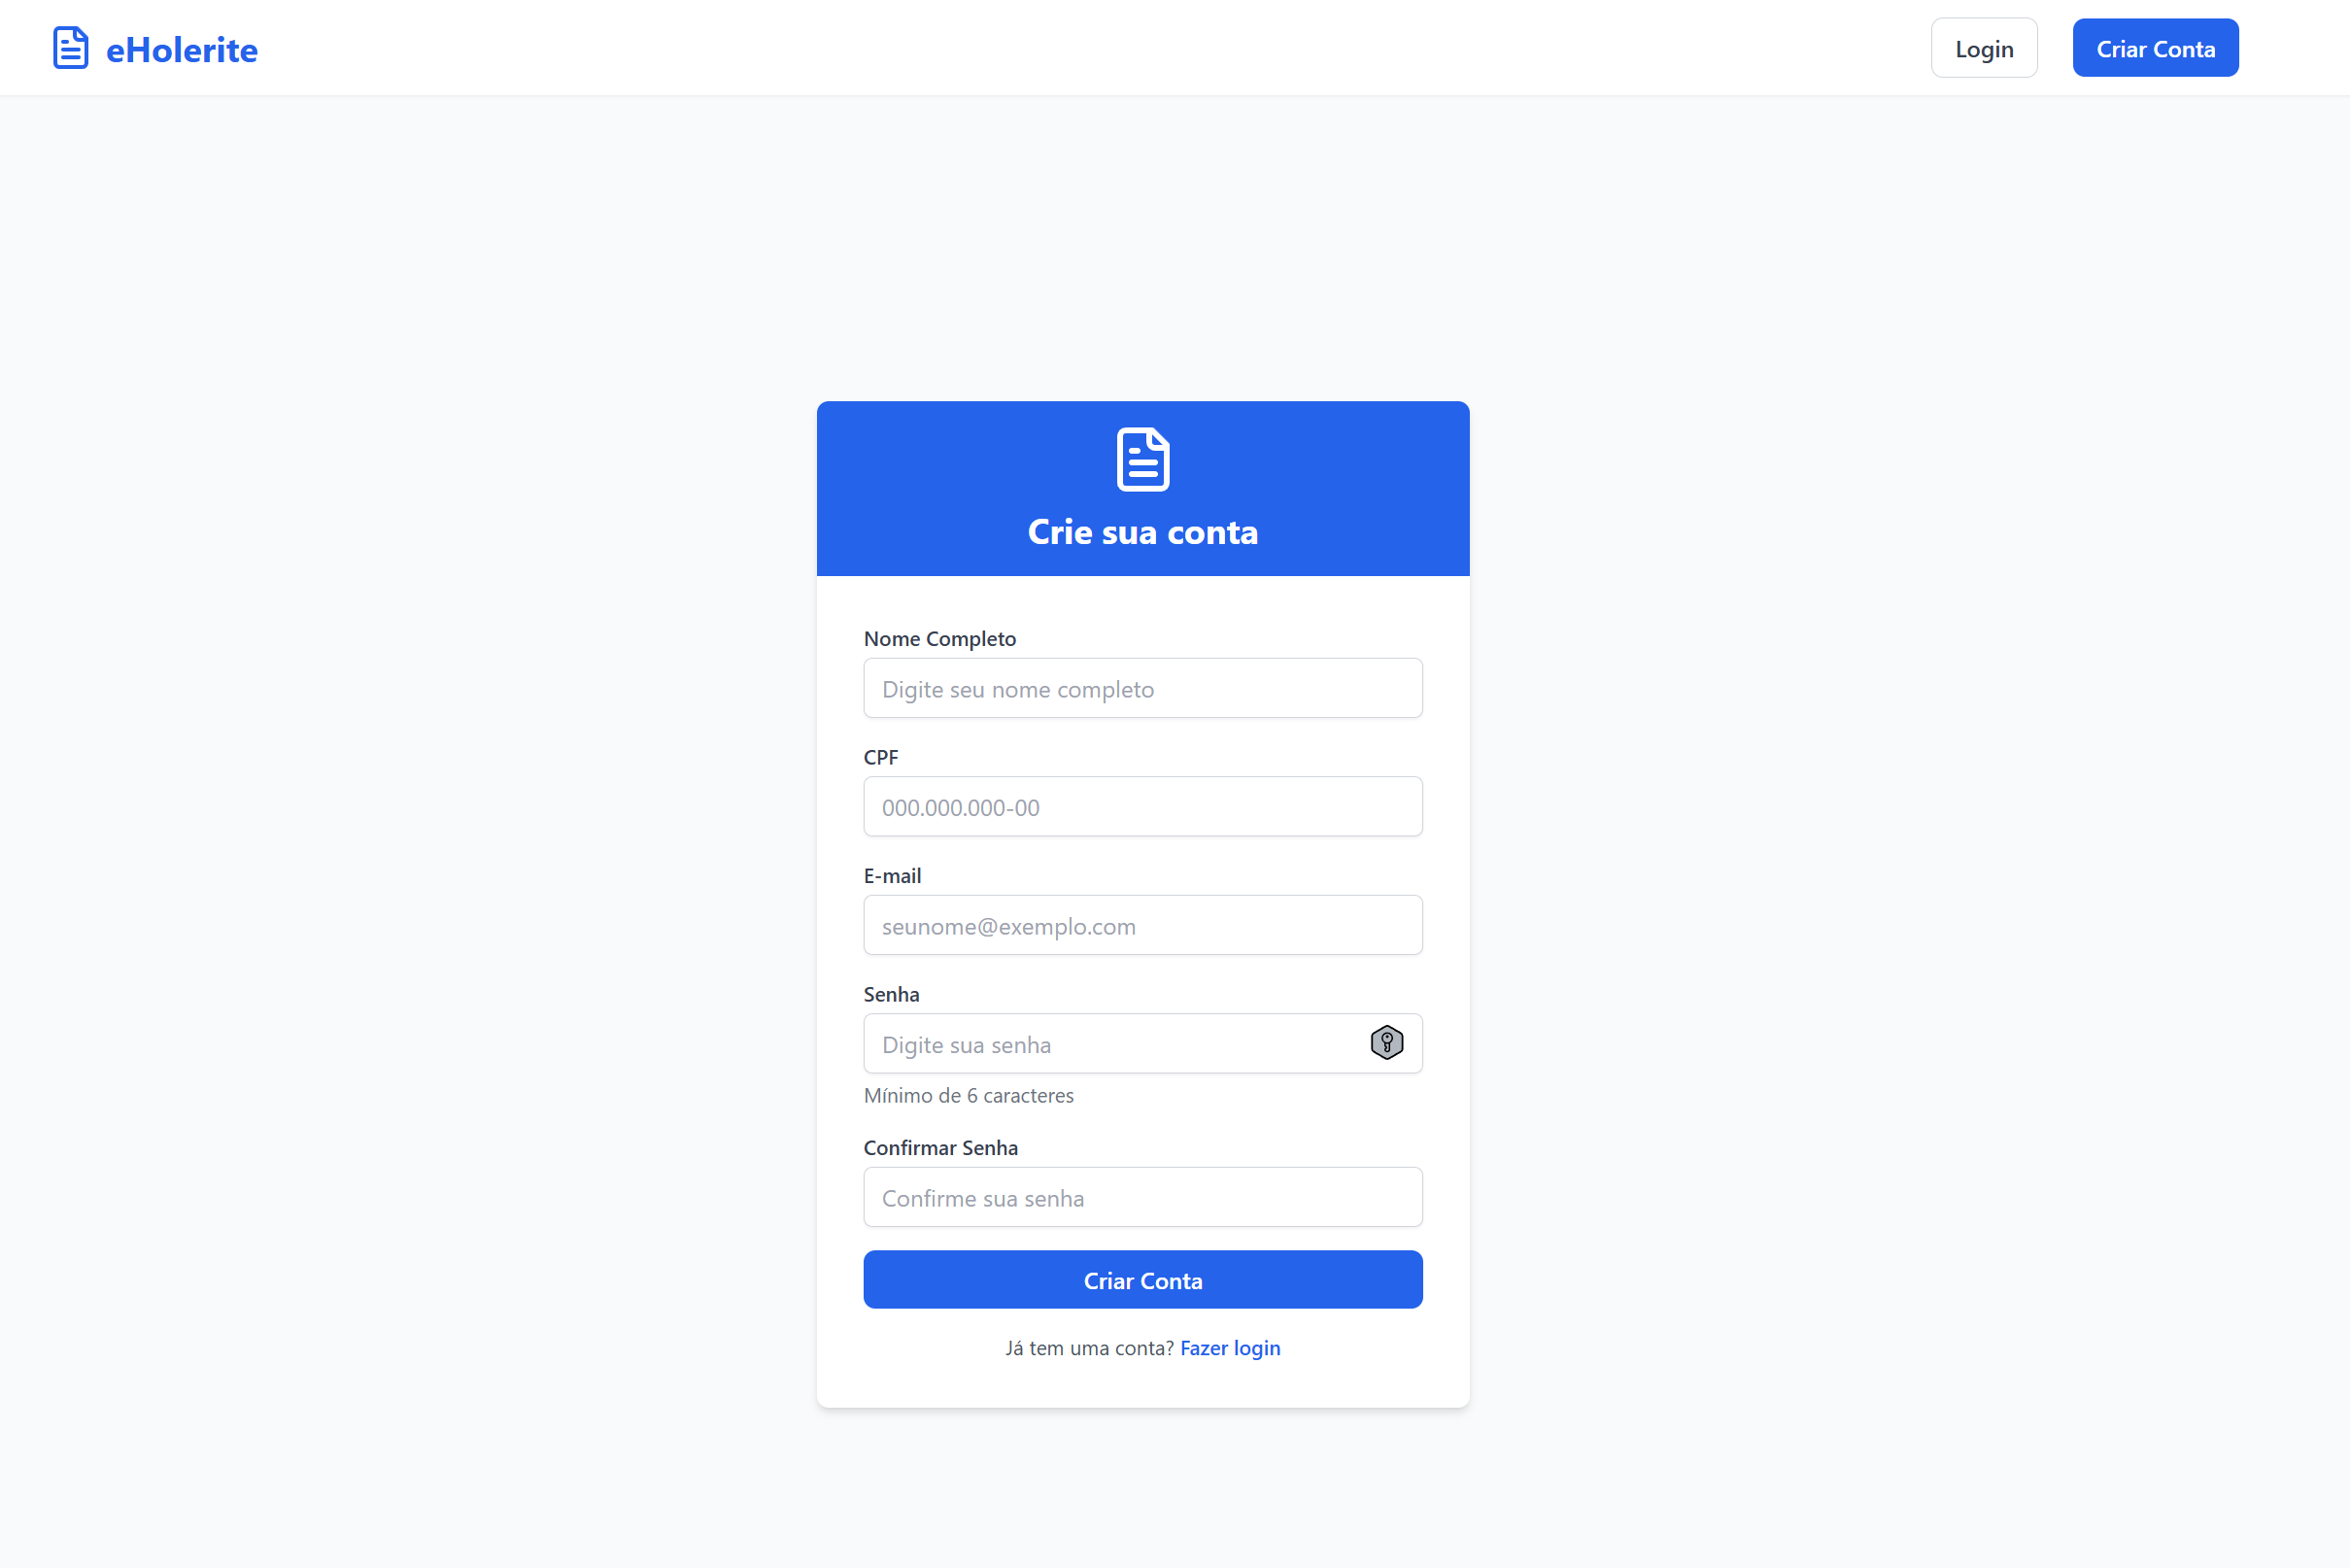 eHolerite
Login
Criar Conta
Crie sua conta
Nome Completo
Digite seu nome completo
CPF
000.000.000-00
E-mail
seunome@exemplo.com
Senha
Digite sua senha
Mínimo de 6 caracteres
Confirmar Senha
Confirme sua senha
Criar Conta
Já tem uma conta? Fazer login